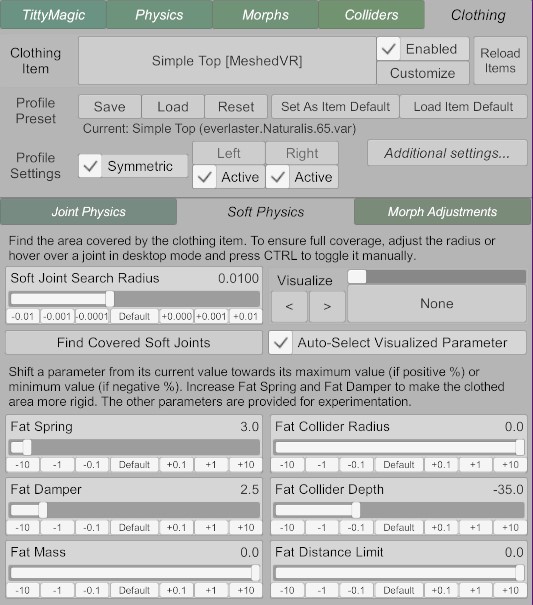 TittyMagic Physics Morphs Colliders Clothing
Clothing Item Simple Top [MeshedVR] Enabled Customize Reload Items
Profile Preset Save Load Reset Set As Item Default Load Item Default
Current: Simple Top (everlaster.Naturalis.65.var)
Profile Settings Symmetric Left Right Active Active Additional settings...
Joint Physics Soft Physics Morph Adjustments
Find the area covered by the clothing item. To ensure full coverage, adjust the radius or
hover over a joint in desktop mode and press CTRL to toggle it manually.
Soft Joint Search Radius 0.0100
-0.01 -0.001 -0.0001 Default +0.000 +0.001 +0.01
Visualize < > None
Find Covered Soft Joints Auto-Select Visualized Parameter
Shift a parameter from its current value towards its maximum value (if positive %) or
minimum value (if negative %). Increase Fat Spring and Fat Damper to make the clothed
area more rigid. The other parameters are provided for experimentation.
Fat Spring 3.0
-10 -1 -0.1 Default +0.1 +1 +10
Fat Collider Radius 0.0
-10 -1 -0.1 Default +0.1 +1 +10
Fat Damper 2.5
-10 -1 -0.1 Default +0.1 +1 +10
Fat Collider Depth -35.0
-10 -1 -0.1 Default +0.1 +1 +10
Fat Mass 0.0
-10 -1 -0.1 Default +0.1 +1 +10
Fat Distance Limit 0.0
-10 -1 -0.1 Default +0.1 +1 +10